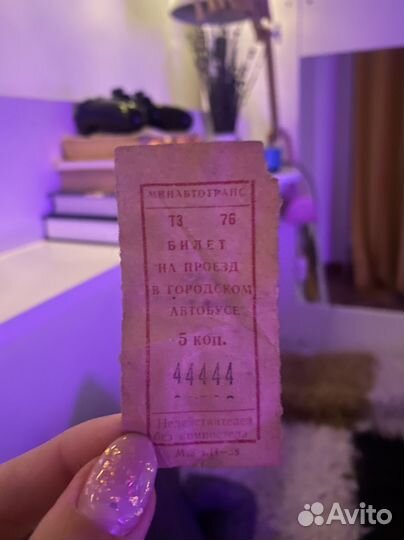 МИНАВТОТРАНС
ТЗ 76
БИЛЕТ
НА ПРОЕЗД
В ГОРОДСКОМ
АВТОБУСЕ
5 коп.
44444
Недействителен
без компостера
Avito